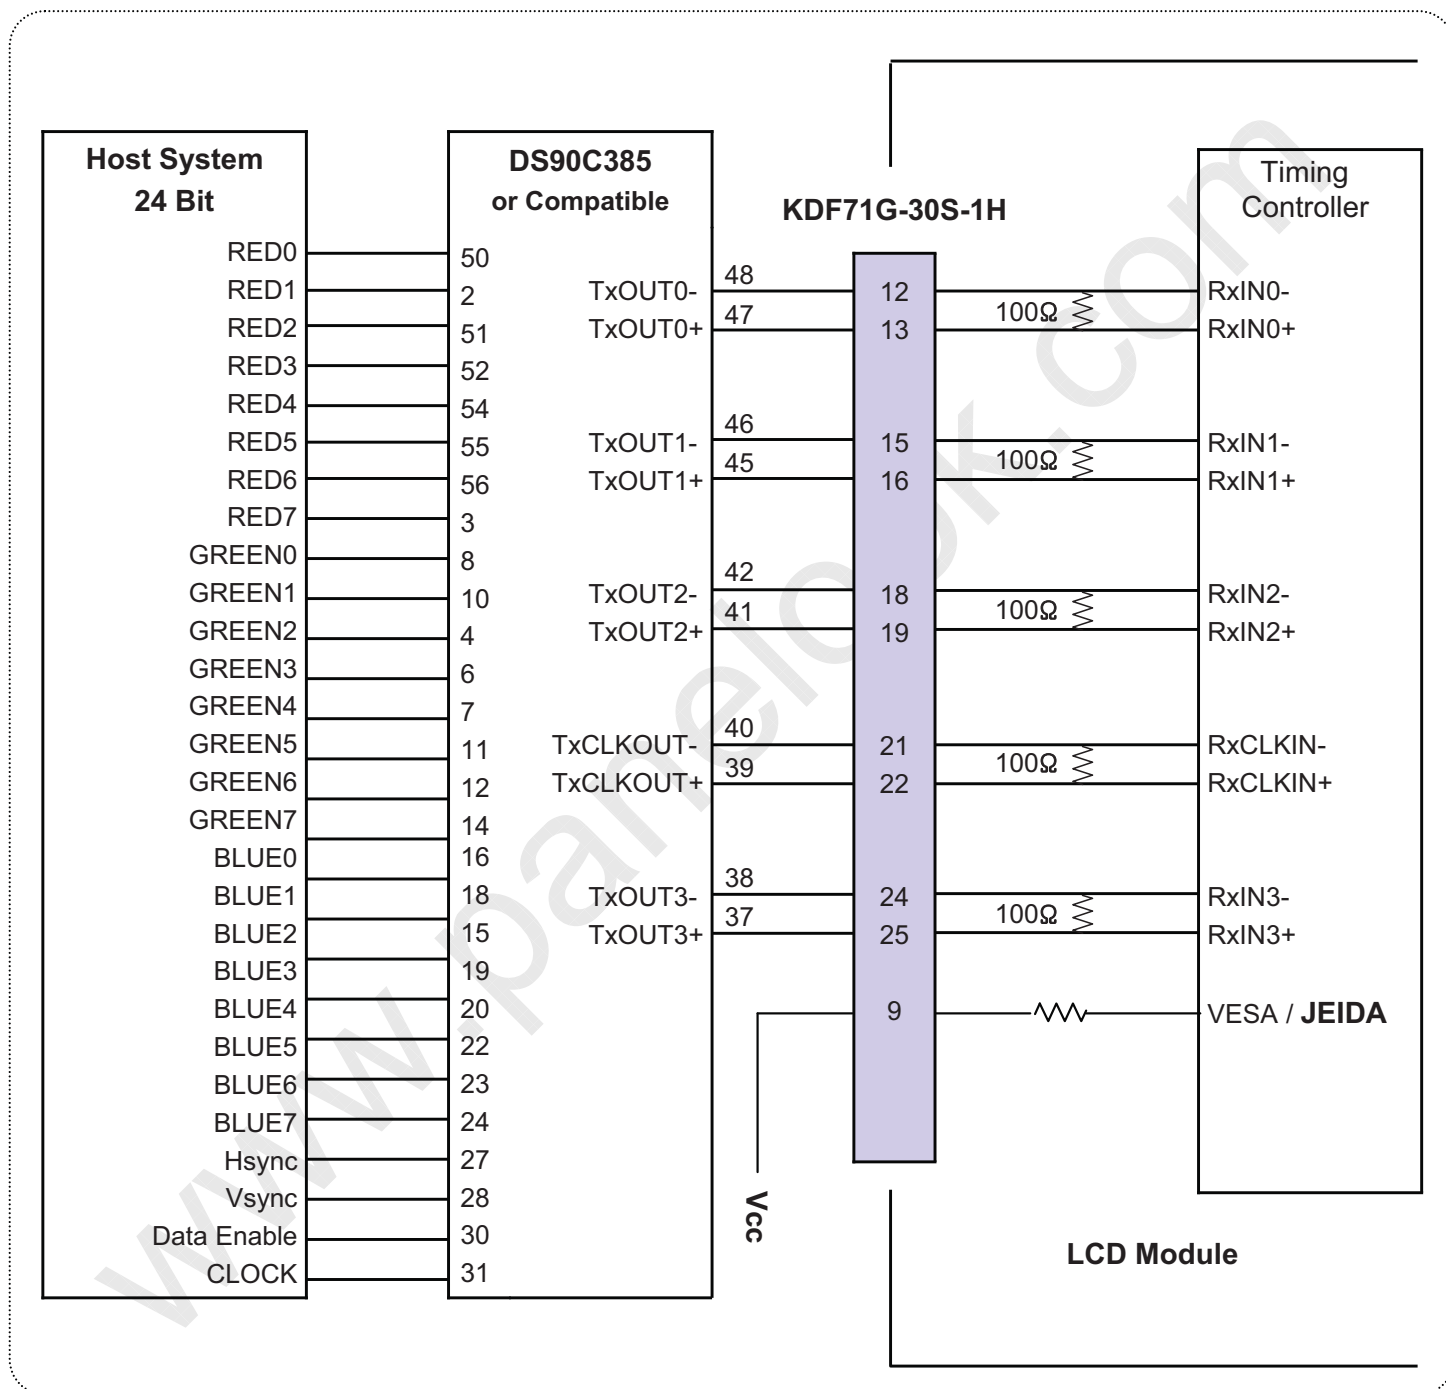 Host System
24 Bit
RED0
RED1
RED2
RED3
RED4
RED5
RED6
RED7
GREEN0
GREEN1
GREEN2
GREEN3
GREEN4
GREEN5
GREEN6
GREEN7
BLUE0
BLUE1
BLUE2
BLUE3
BLUE4
BLUE5
BLUE6
BLUE7
Hsync
Vsync
Data Enable
CLOCK
DS90C385
or Compatible
50
2
51
52
54
55
56
3
8
10
4
6
7
11
12
14
16
18
15
19
20
22
23
24
27
28
30
31
TxOUT0-
TxOUT0+
TxOUT1-
TxOUT1+
TxOUT2-
TxOUT2+
TxCLKOUT-
TxCLKOUT+
TxOUT3-
TxOUT3+
48
47
46
45
42
41
40
39
38
37
KDF71G-30S-1H
12
13
15
16
18
19
21
22
24
25
9
Vcc
100Ω
100Ω
100Ω
100Ω
100Ω
Timing
Controller
RxIN0-
RxIN0+
RxIN1-
RxIN1+
RxIN2-
RxIN2+
RxCLKIN-
RxCLKIN+
RxIN3-
RxIN3+
VESA / JEIDA
LCD Module
www.panelook.com